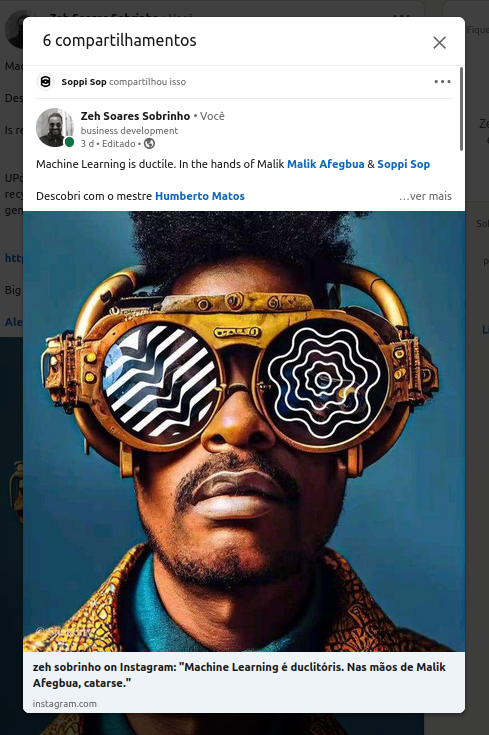 6 compartilhamentos
Soppi Sop compartilhou isso
Zeh Soares Sobrinho • Você
business development
3 d • Editado •
Machine Learning is ductile. In the hands of Malik Malik Afegbua & Soppi Sop
Descobri com o mestre Humberto Matos
...ver mais
zeh sobrinho on Instagram: "Machine Learning é duclitóris. Nas mãos de Malik
Afegbua, catarse."
instagram.com